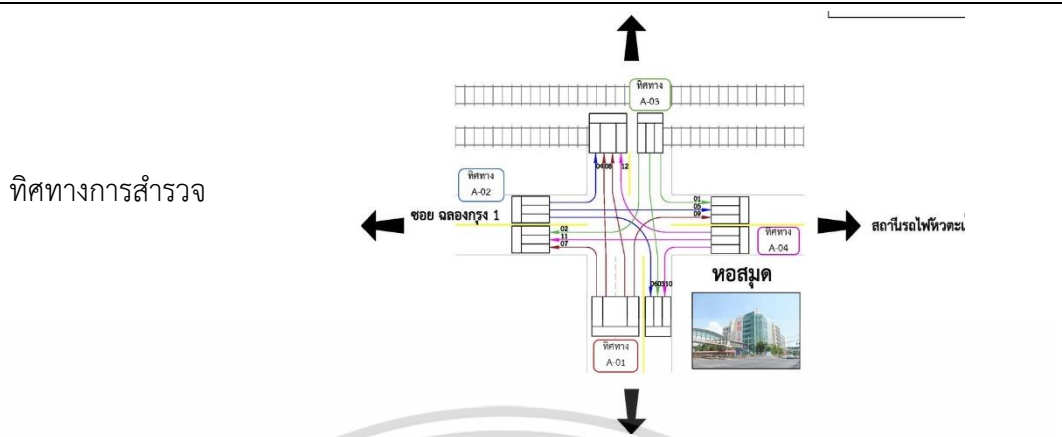 ทิศทางการสำรวจ
ทิศทาง
A-03
0408 12
ทิศทาง
A-02
ซอย ฉลองกรุง 1
01
05
09
02
11
07
ทิศทาง
A-04
สถานีรถไฟหัวตะเ
หอสมุด
060310
ทิศทาง
A-01